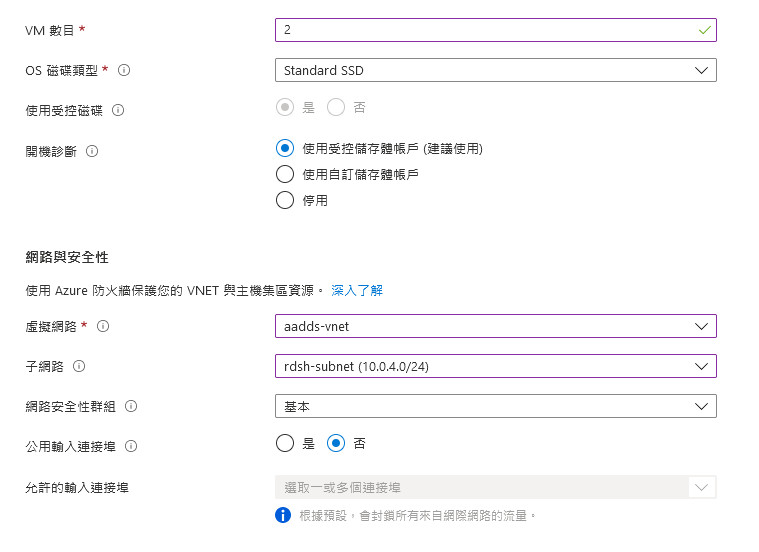 VM 數目 * 2
OS 磁碟類型 * Standard SSD
使用受控磁碟 是 否
開機診斷 使用受控儲存體帳戶 (建議使用)
使用自訂儲存體帳戶
停用
網路與安全性
使用 Azure 防火牆保護您的 VNET 與主機集區資源。 深入了解
虛擬網路 * aadds-vnet
子網路 rdsh-subnet (10.0.4.0/24)
網路安全性群組 基本
公用輸入連接埠 是 否
允許的輸入連接埠 選取一或多個連接埠
根據預設，會封鎖所有來自網際網路的流量。